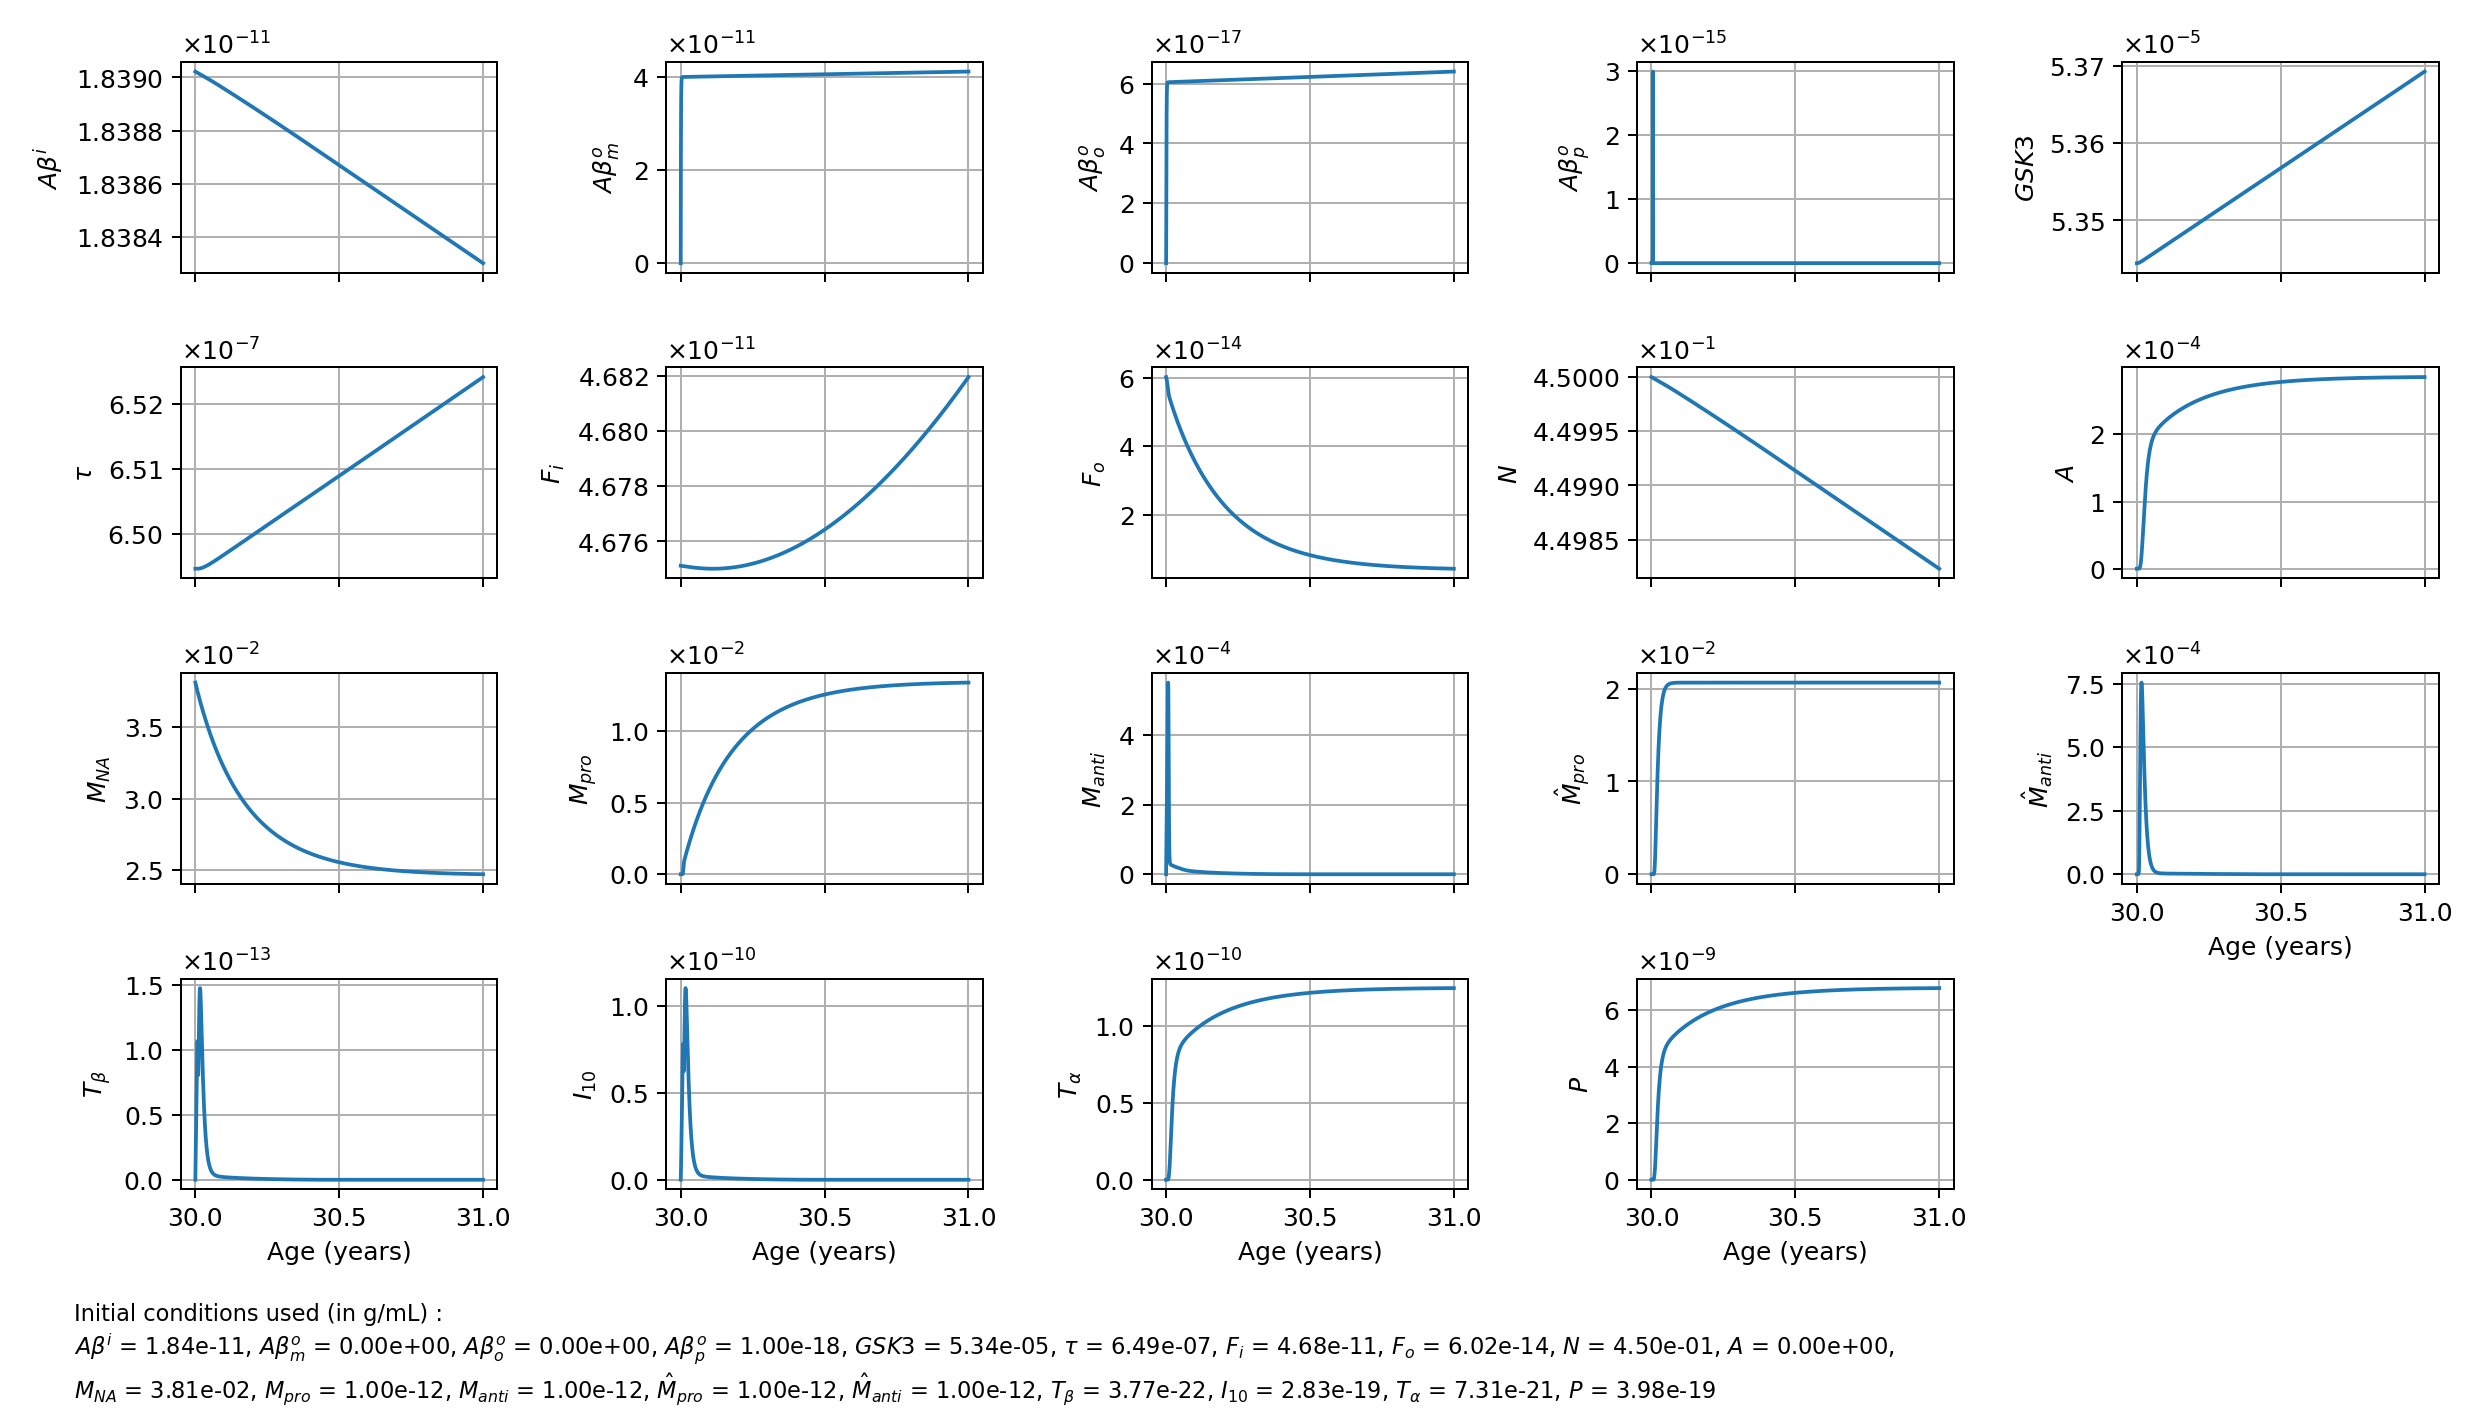 ×10⁻¹¹ ×10⁻¹¹ ×10⁻¹⁷ ×10⁻¹⁵ ×10⁻⁵
Aβⁱ 1.8390 1.8388 1.8386 1.8384
Aβₘᵒ 4 2 0
Aβₒᵒ 6 4 2 0
Aβₚᵒ 3 2 1 0
GSK3 5.37 5.36 5.35
×10⁻⁷ ×10⁻¹¹ ×10⁻¹⁴ ×10⁻¹ ×10⁻⁴
τ 6.52 6.51 6.50
Fᵢ 4.682 4.680 4.678 4.676
Fₒ 6 4 2
N 4.5000 4.4995 4.4990 4.4985
A 2 1 0
×10⁻² ×10⁻² ×10⁻⁴ ×10⁻² ×10⁻⁴
M_NA 3.5 3.0 2.5
M_pro 1.0 0.5 0.0
M_anti 4 2 0
M̂_pro 2 1 0
M̂_anti 7.5 5.0 2.5 0.0
30.0 30.5 31.0
Age (years)
×10⁻¹³ ×10⁻¹⁰ ×10⁻¹⁰ ×10⁻⁹
T_β 1.5 1.0 0.5 0.0
I₁₀ 1.0 0.5 0.0
T_α 1.0 0.5 0.0
P 6 4 2 0
30.0 30.5 31.0 30.0 30.5 31.0 30.0 30.5 31.0 30.0 30.5 31.0
Age (years) Age (years) Age (years) Age (years)
Initial conditions used (in g/mL) :
Aβⁱ = 1.84e-11, Aβₘᵒ = 0.00e+00, Aβₒᵒ = 0.00e+00, Aβₚᵒ = 1.00e-18, GSK3 = 5.34e-05, τ = 6.49e-07, Fᵢ = 4.68e-11, Fₒ = 6.02e-14, N = 4.50e-01, A = 0.00e+00,
M_NA = 3.81e-02, M_pro = 1.00e-12, M_anti = 1.00e-12, M̂_pro = 1.00e-12, M̂_anti = 1.00e-12, T_β = 3.77e-22, I₁₀ = 2.83e-19, T_α = 7.31e-21, P = 3.98e-19